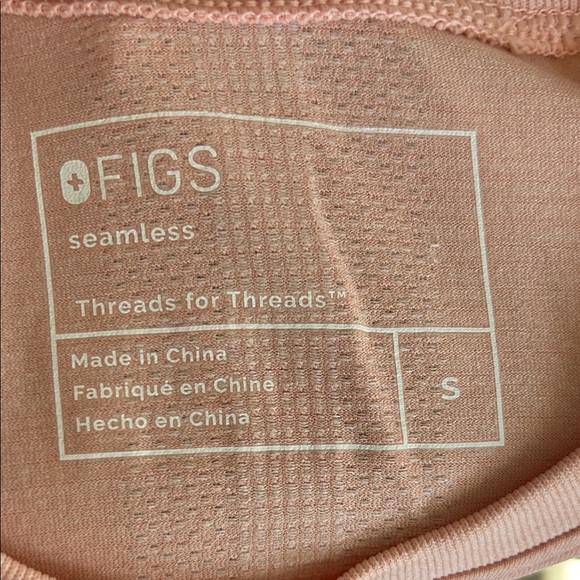 FIGS
seamless
Threads for Threads™
Made in China
Fabriqué en Chine
Hecho en China
S